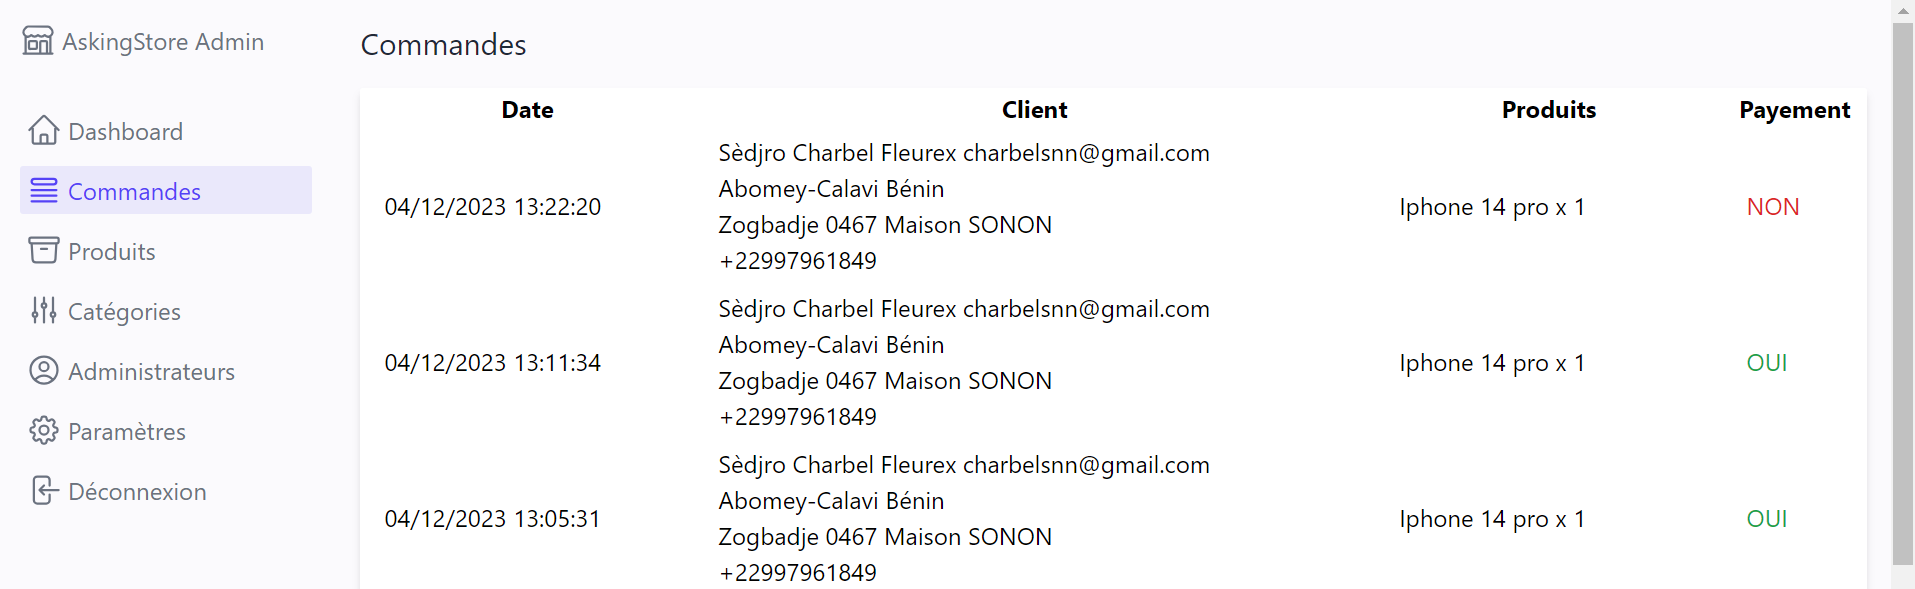 AskingStore Admin
Dashboard
Commandes
Produits
Catégories
Administrateurs
Paramètres
Déconnexion
Commandes
Date Client Produits Payement
04/12/2023 13:22:20
Sèdjro Charbel Fleurex charbelsnn@gmail.com
Abomey-Calavi Bénin
Zogbadje 0467 Maison SONON
+22997961849
Iphone 14 pro x 1
NON
04/12/2023 13:11:34
Sèdjro Charbel Fleurex charbelsnn@gmail.com
Abomey-Calavi Bénin
Zogbadje 0467 Maison SONON
+22997961849
Iphone 14 pro x 1
OUI
04/12/2023 13:05:31
Sèdjro Charbel Fleurex charbelsnn@gmail.com
Abomey-Calavi Bénin
Zogbadje 0467 Maison SONON
+22997961849
Iphone 14 pro x 1
OUI